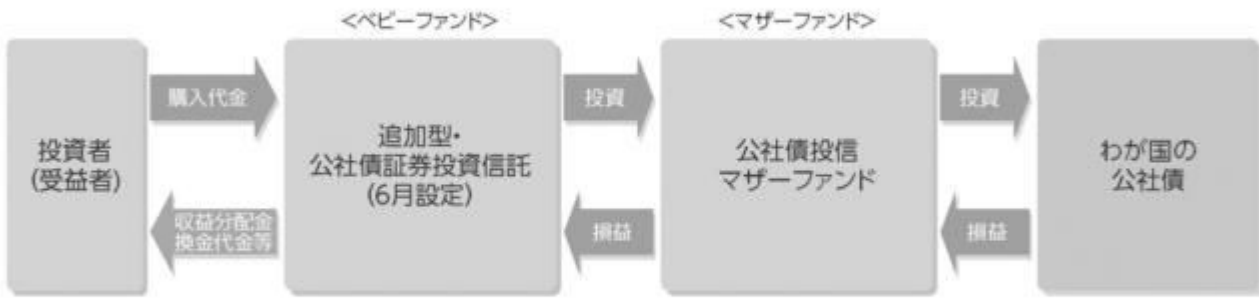 <ベビーファンド>
<マザーファンド>
投資者
(受益者)
購入代金
収益分配金
換金代金等
追加型・
公社債証券投資信託
(6月設定)
投資
損益
公社債投信
マザーファンド
投資
損益
わが国の
公社債